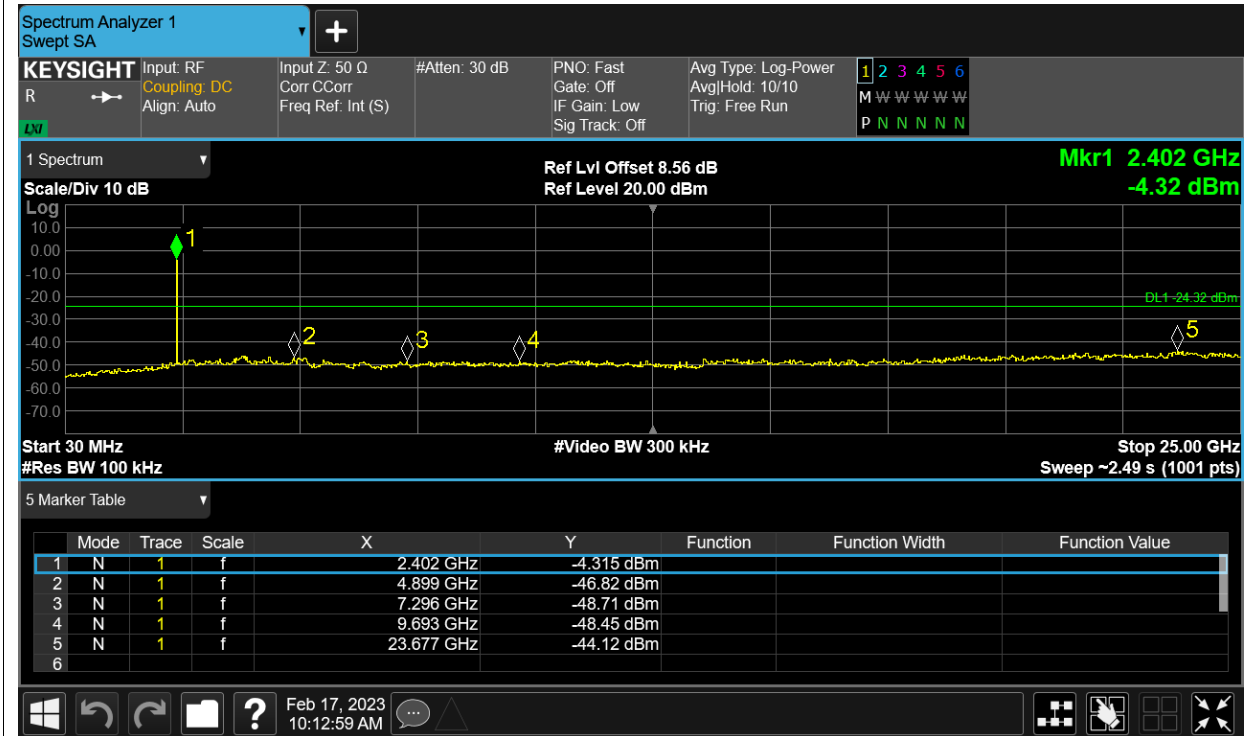 Spectrum Analyzer 1
Swept SA
+
KEYSIGHT
R
LXI
Input: RF
Coupling: DC
Align: Auto
Input Z: 50 Ω
Corr CCorr
Freq Ref: Int (S)
#Atten: 30 dB
PNO: Fast
Gate: Off
IF Gain: Low
Sig Track: Off
Avg Type: Log-Power
Avg|Hold: 10/10
Trig: Free Run
1 2 3 4 5 6
M W W W W W W
P N N N N N N
1 Spectrum
Scale/Div 10 dB
Ref Lvl Offset 8.56 dB
Ref Level 20.00 dBm
Mkr1 2.402 GHz
-4.32 dBm
Log
10.0
0.00
-10.0
-20.0
-30.0
-40.0
-50.0
-60.0
-70.0
1
2
3
4
5
DL1 -24.32 dBm
Start 30 MHz
#Res BW 100 kHz
#Video BW 300 kHz
Stop 25.00 GHz
Sweep ~2.49 s (1001 pts)
5 Marker Table
Mode Trace Scale X Y Function Function Width Function Value
1 N 1 f 2.402 GHz -4.315 dBm
2 N 1 f 4.899 GHz -46.82 dBm
3 N 1 f 7.296 GHz -48.71 dBm
4 N 1 f 9.693 GHz -48.45 dBm
5 N 1 f 23.677 GHz -44.12 dBm
6
?
Feb 17, 2023
10:12:59 AM